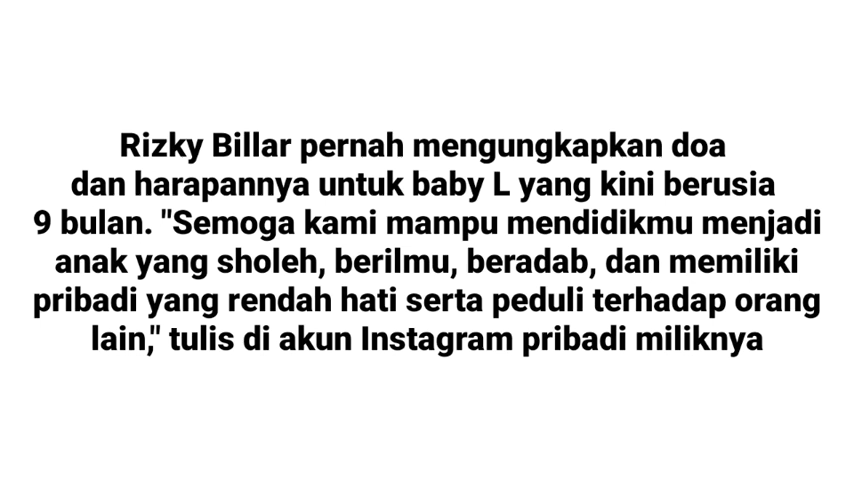 Rizky Billar pernah mengungkapkan doa
dan harapannya untuk baby L yang kini berusia
9 bulan. "Semoga kami mampu mendidikmu menjadi
anak yang sholeh, berilmu, beradab, dan memiliki
pribadi yang rendah hati serta peduli terhadap orang
lain," tulis di akun Instagram pribadi miliknya